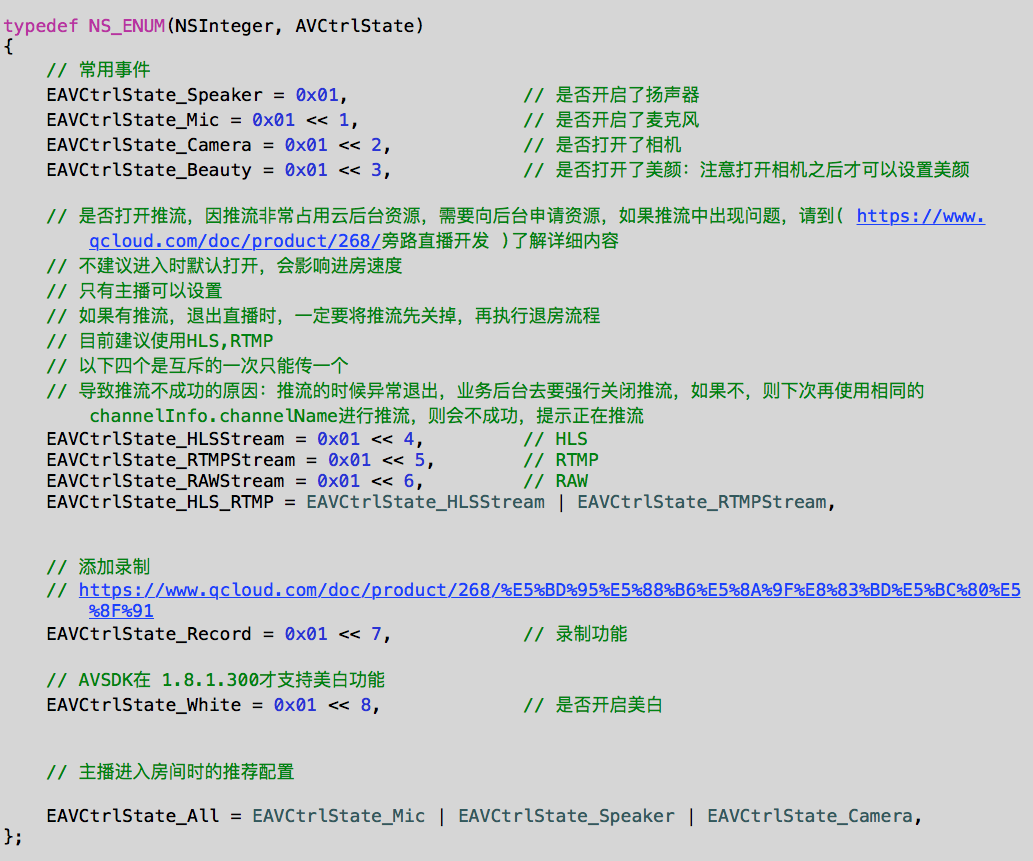 typedef NS_ENUM(NSInteger, AVCtrlState)
{
// 常用事件
EAVCtrlState_Speaker = 0x01, // 是否开启了扬声器
EAVCtrlState_Mic = 0x01 << 1, // 是否开启了麦克风
EAVCtrlState_Camera = 0x01 << 2, // 是否打开了相机
EAVCtrlState_Beauty = 0x01 << 3, // 是否打开了美颜：注意打开相机之后才可以设置美颜
// 是否打开推流，因推流非常占用云后台资源，需要向后台申请资源，如果推流中出现问题，请到( https://www.
qcloud.com/doc/product/268/旁路直播开发 )了解详细内容
// 不建议进入时默认打开，会影响进房速度
// 只有主播可以设置
// 如果有推流，退出直播时，一定要将推流先关掉，再执行退房流程
// 目前建议使用HLS,RTMP
// 以下四个是互斥的一次只能传一个
// 导致推流不成功的原因：推流的时候异常退出，业务后台去要强行关闭推流，如果不，则下次再使用相同的
channelInfo.channelName进行推流，则会不成功，提示正在推流
EAVCtrlState_HLSStream = 0x01 << 4, // HLS
EAVCtrlState_RTMPStream = 0x01 << 5, // RTMP
EAVCtrlState_RAWStream = 0x01 << 6, // RAW
EAVCtrlState_HLS_RTMP = EAVCtrlState_HLSStream | EAVCtrlState_RTMPStream,
// 添加录制
// https://www.qcloud.com/doc/product/268/%E5%BD%95%E5%88%B6%E5%8A%9F%E8%83%BD%E5%BC%80%E5
%8F%91
EAVCtrlState_Record = 0x01 << 7, // 录制功能
// AVSDK在 1.8.1.300才支持美白功能
EAVCtrlState_White = 0x01 << 8, // 是否开启美白
// 主播进入房间时的推荐配置
EAVCtrlState_All = EAVCtrlState_Mic | EAVCtrlState_Speaker | EAVCtrlState_Camera,
};